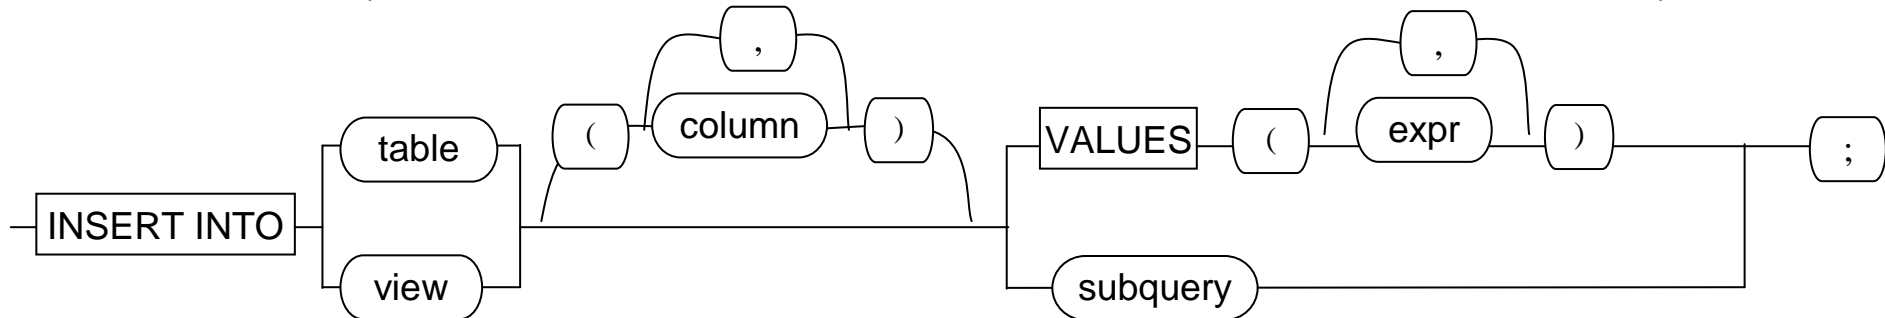 , ,
( column ) VALUES ( expr ) ;
table
INSERT INTO
view subquery